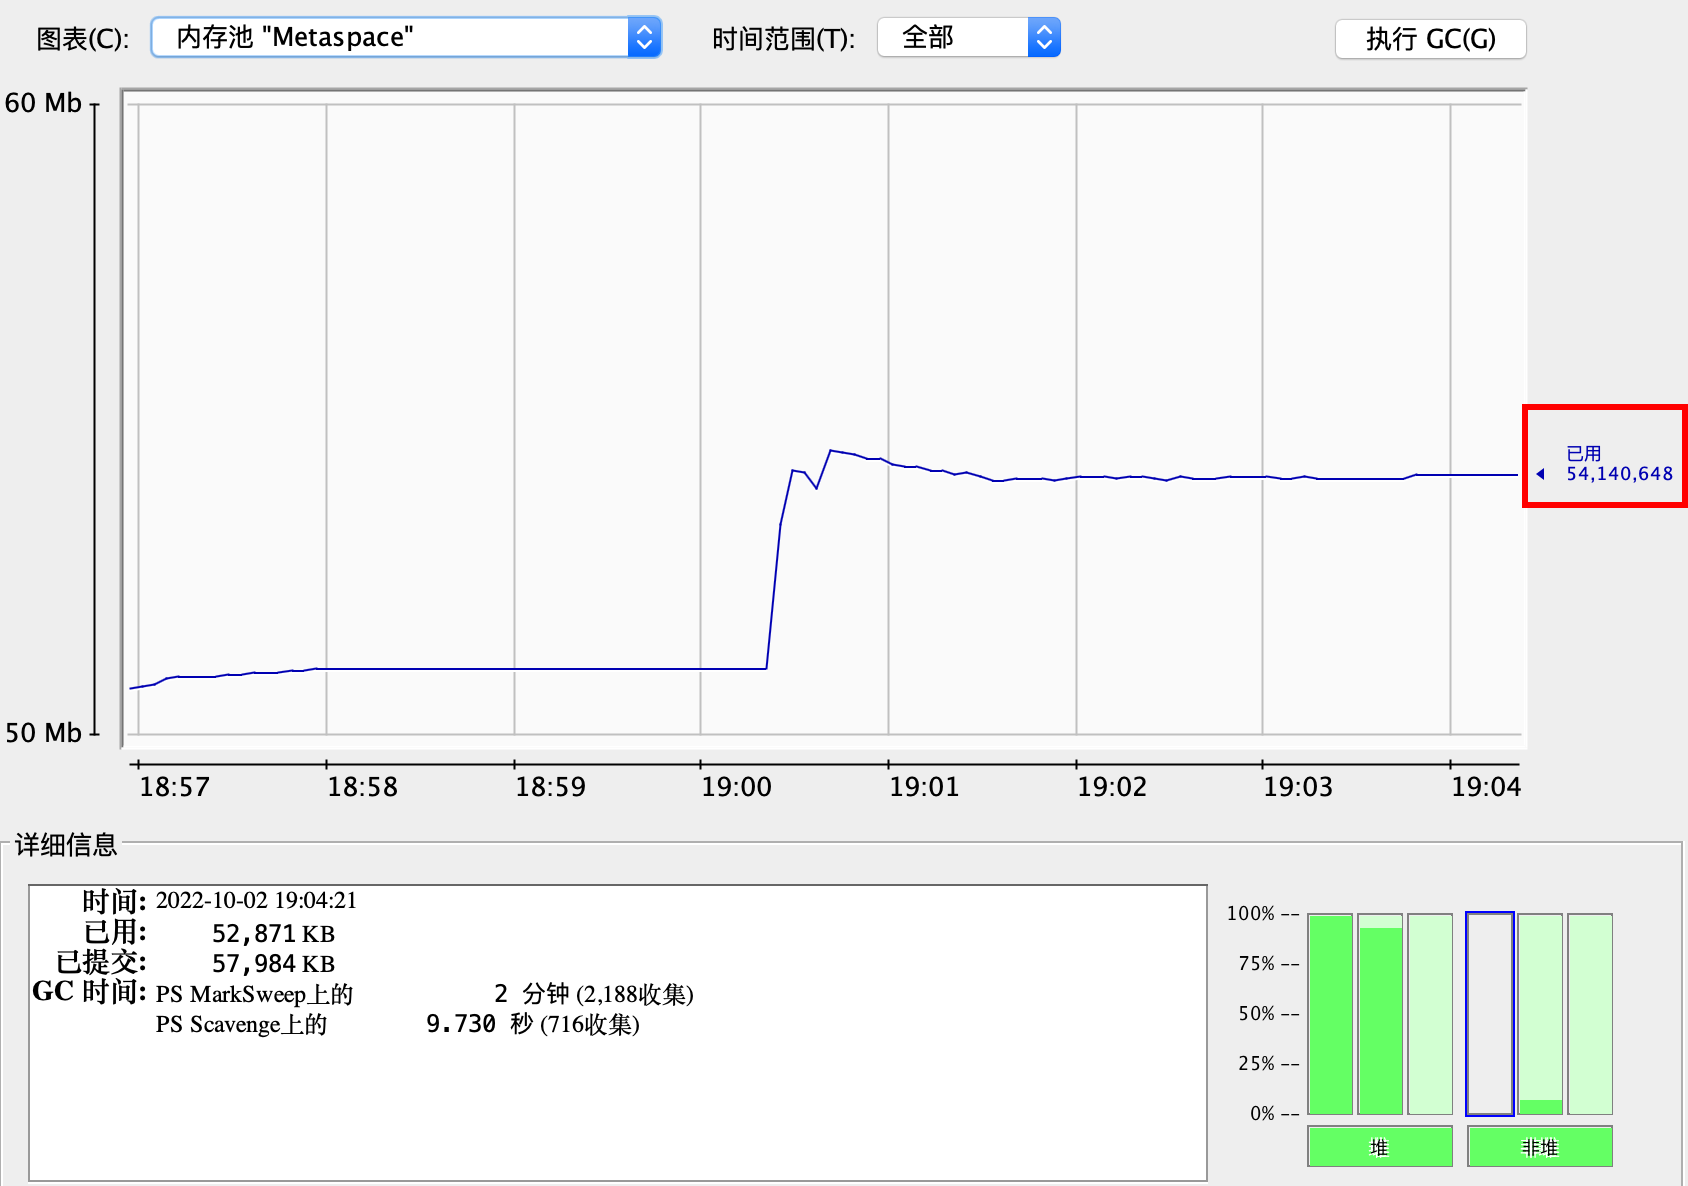 图表(C): 内存池 "Metaspace" 时间范围(T): 全部 执行 GC(G)
60 Mb
已用
54,140,648
50 Mb
18:57 18:58 18:59 19:00 19:01 19:02 19:03 19:04
详细信息
时间: 2022-10-02 19:04:21
已用: 52,871 KB
已提交: 57,984 KB
GC 时间: PS MarkSweep上的 2 分钟 (2,188收集)
PS Scavenge上的 9.730 秒 (716收集)
100% --
75% --
50% --
25% --
0% --
堆 非堆